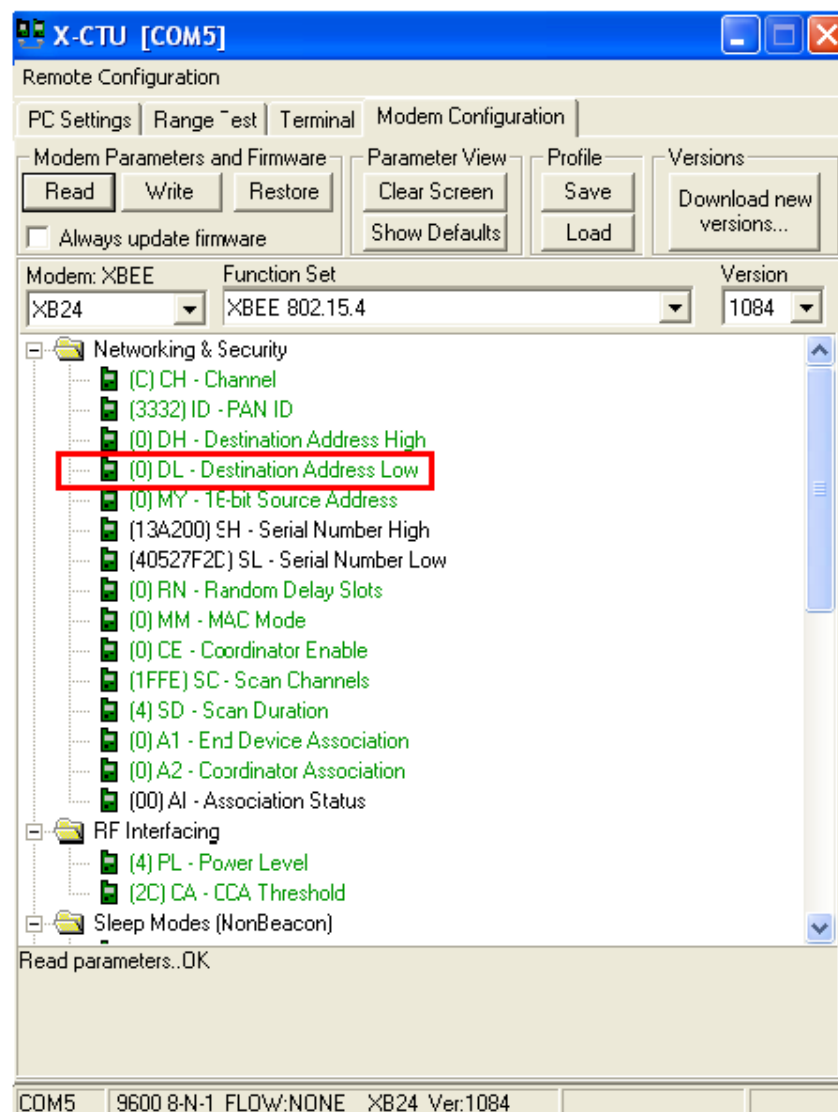 X-CTU [COM5]
Remote Configuration
PC Settings Range Test Terminal Modem Configuration
Modem Parameters and Firmware Parameter View Profile Versions
Read Write Restore Clear Screen Save Download new versions...
Always update firmware Show Defaults Load
Modem: XBEE Function Set Version
XB24 XBEE 802.15.4 1084
Networking & Security
(C) CH - Channel
(3332) ID - PAN ID
(0) DH - Destination Address High
(0) DL - Destination Address Low
(0) MY - 16-bit Source Address
(13A200) SH - Serial Number High
(40527F2D) SL - Serial Number Low
(0) RN - Random Delay Slots
(0) MM - MAC Mode
(0) CE - Coordinator Enable
(1FFE) SC - Scan Channels
(4) SD - Scan Duration
(0) A1 - End Device Association
(0) A2 - Coordinator Association
(00) AI - Association Status
RF Interfacing
(4) PL - Power Level
(2C) CA - CCA Threshold
Sleep Modes (NonBeacon)
Read parameters..OK
COM5 9600 8-N-1 FLOW:NONE XB24 Ver:1084